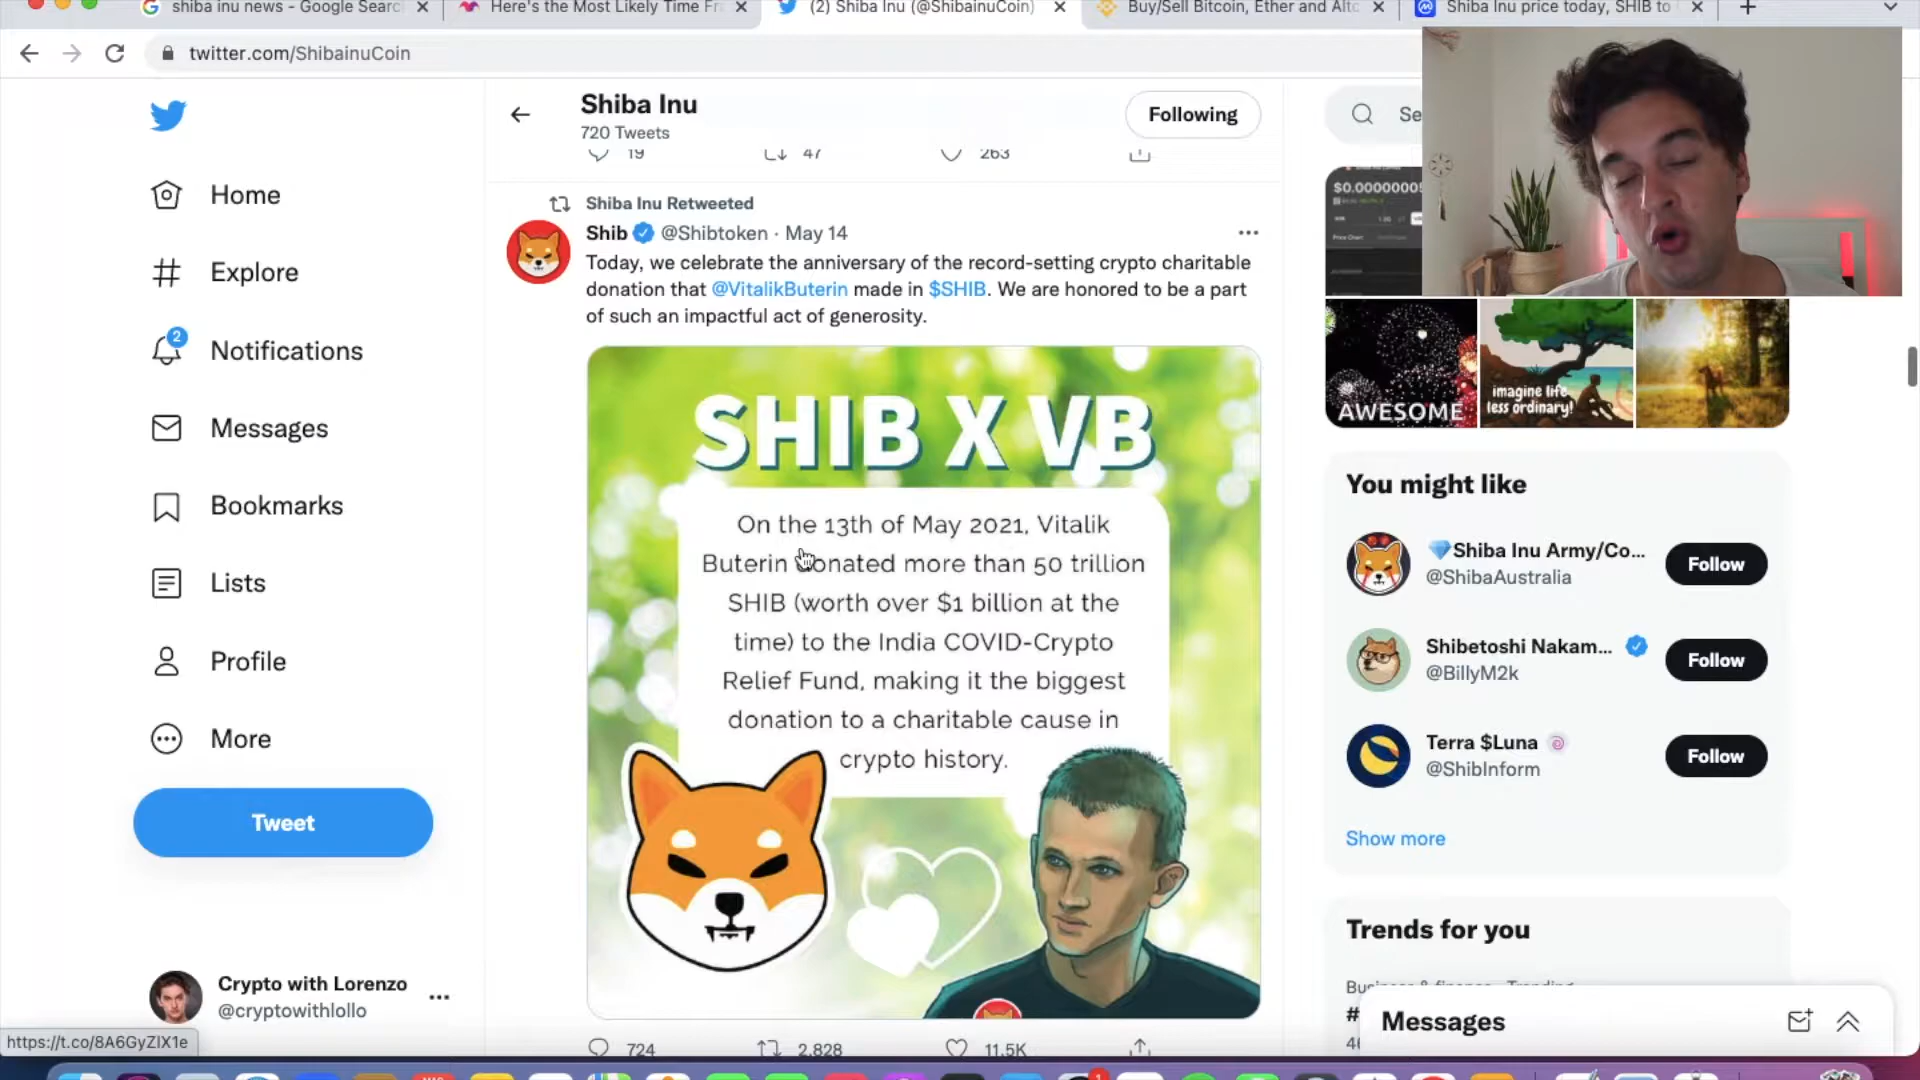 shiba inu news - Google Searc
Here's the Most Likely Time Fr
(2) Shiba Inu (@ShibainuCoin)
Buy/Sell Bitcoin, Ether and Altc
Shiba Inu price today, SHIB to
twitter.com/ShibainuCoin
Shiba Inu
720 Tweets
Following
19
47
263
Home
Explore
2
Notifications
Messages
Bookmarks
Lists
Profile
More
Tweet
Crypto with Lorenzo
@cryptowithlollo
https://t.co/8A6GyZlX1e
Shiba Inu Retweeted
Shib @Shibtoken · May 14
Today, we celebrate the anniversary of the record-setting crypto charitable
donation that @VitalikButerin made in $SHIB. We are honored to be a part
of such an impactful act of generosity.
SHIB X VB
On the 13th of May 2021, Vitalik
Buterin donated more than 50 trillion
SHIB (worth over $1 billion at the
time) to the India COVID-Crypto
Relief Fund, making it the biggest
donation to a charitable cause in
crypto history.
724
2,828
11.5K
Se
AWESOME
imagine life
less ordinary!
You might like
Shiba Inu Army/Co...
@ShibaAustralia
Follow
Shibetoshi Nakam...
@BillyM2k
Follow
Terra $Luna
@ShibInform
Follow
Show more
Trends for you
#
Messages